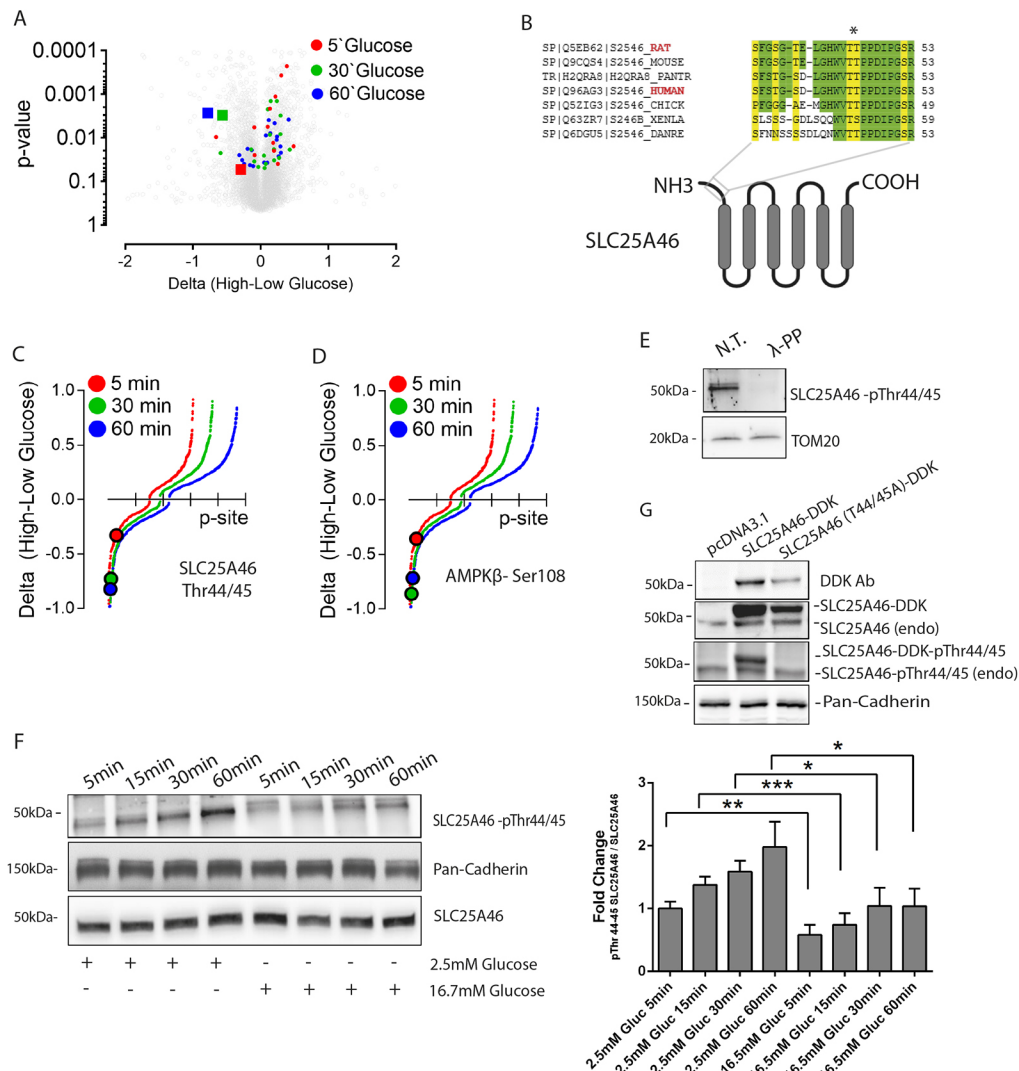 A
0.0001
0.001
0.01
0.1
1
p-value
5`Glucose
30`Glucose
60`Glucose
-2
-1
0
1
2
Delta (High-Low Glucose)
B
*
SP|Q5EB62|S2546_RAT SFGSG-TE-LGHWVTTPPDIPGSR 53
SP|Q9CQS4|S2546_MOUSE SFGSG-TE-LGHWVTTPPDIPGSR 53
TR|H2QRA8|H2QRA8_PANTR SFSTG-SD-LGHWVTTPPDIPGSR 53
SP|Q96AG3|S2546_HUMAN SFSTG-SD-LGHWVTTPPDIPGSR 53
SP|Q5ZIG3|S2546_CHICK PFGGG-AEMGHWVTTPPDIPGSR 49
SP|Q63ZR7|S246B_XENLA SLSSS-GDLSQQWVTTPPDIPGSR 59
SP|Q6DGU5|S2546_DANRE SFNNSSSSDLQNWVTTPPDIPGSR 53
NH3
COOH
SLC25A46
C
1.0
0.5
0.0
-0.5
-1.0
Delta (High-Low Glucose)
5 min
30 min
60 min
p-site
SLC25A46
Thr44/45
D
1.0
0.5
0.0
-0.5
-1.0
Delta (High-Low Glucose)
5 min
30 min
60 min
p-site
AMPKβ- Ser108
E
N.T.
λ-PP
50kDa-
SLC25A46 -pThr44/45
20kDa-
TOM20
G
pcDNA3.1
SLC25A46-DDK
SLC25A46 (T44/45A)-DDK
50kDa-
DDK Ab
50kDa-
-SLC25A46-DDK
-SLC25A46 (endo)
50kDa-
-SLC25A46-DDK-pThr44/45
-SLC25A46-pThr44/45 (endo)
150kDa-
-Pan-Cadherin
F
5min
15min
30min
60min
5min
15min
30min
60min
50kDa-
SLC25A46 -pThr44/45
150kDa-
Pan-Cadherin
50kDa-
SLC25A46
+ + + + - - - - 2.5mM Glucose
- - - - + + + + 16.7mM Glucose
Fold Change
pThr 44-45 SLC25A46 / SLC25A46
3
2
1
0
*
*
***
**
2.5mM Gluc 5min
2.5mM Gluc 15min
2.5mM Gluc 30min
2.5mM Gluc 60min
16.5mM Gluc 5min
16.5mM Gluc 15min
16.5mM Gluc 30min
16.5mM Gluc 60min